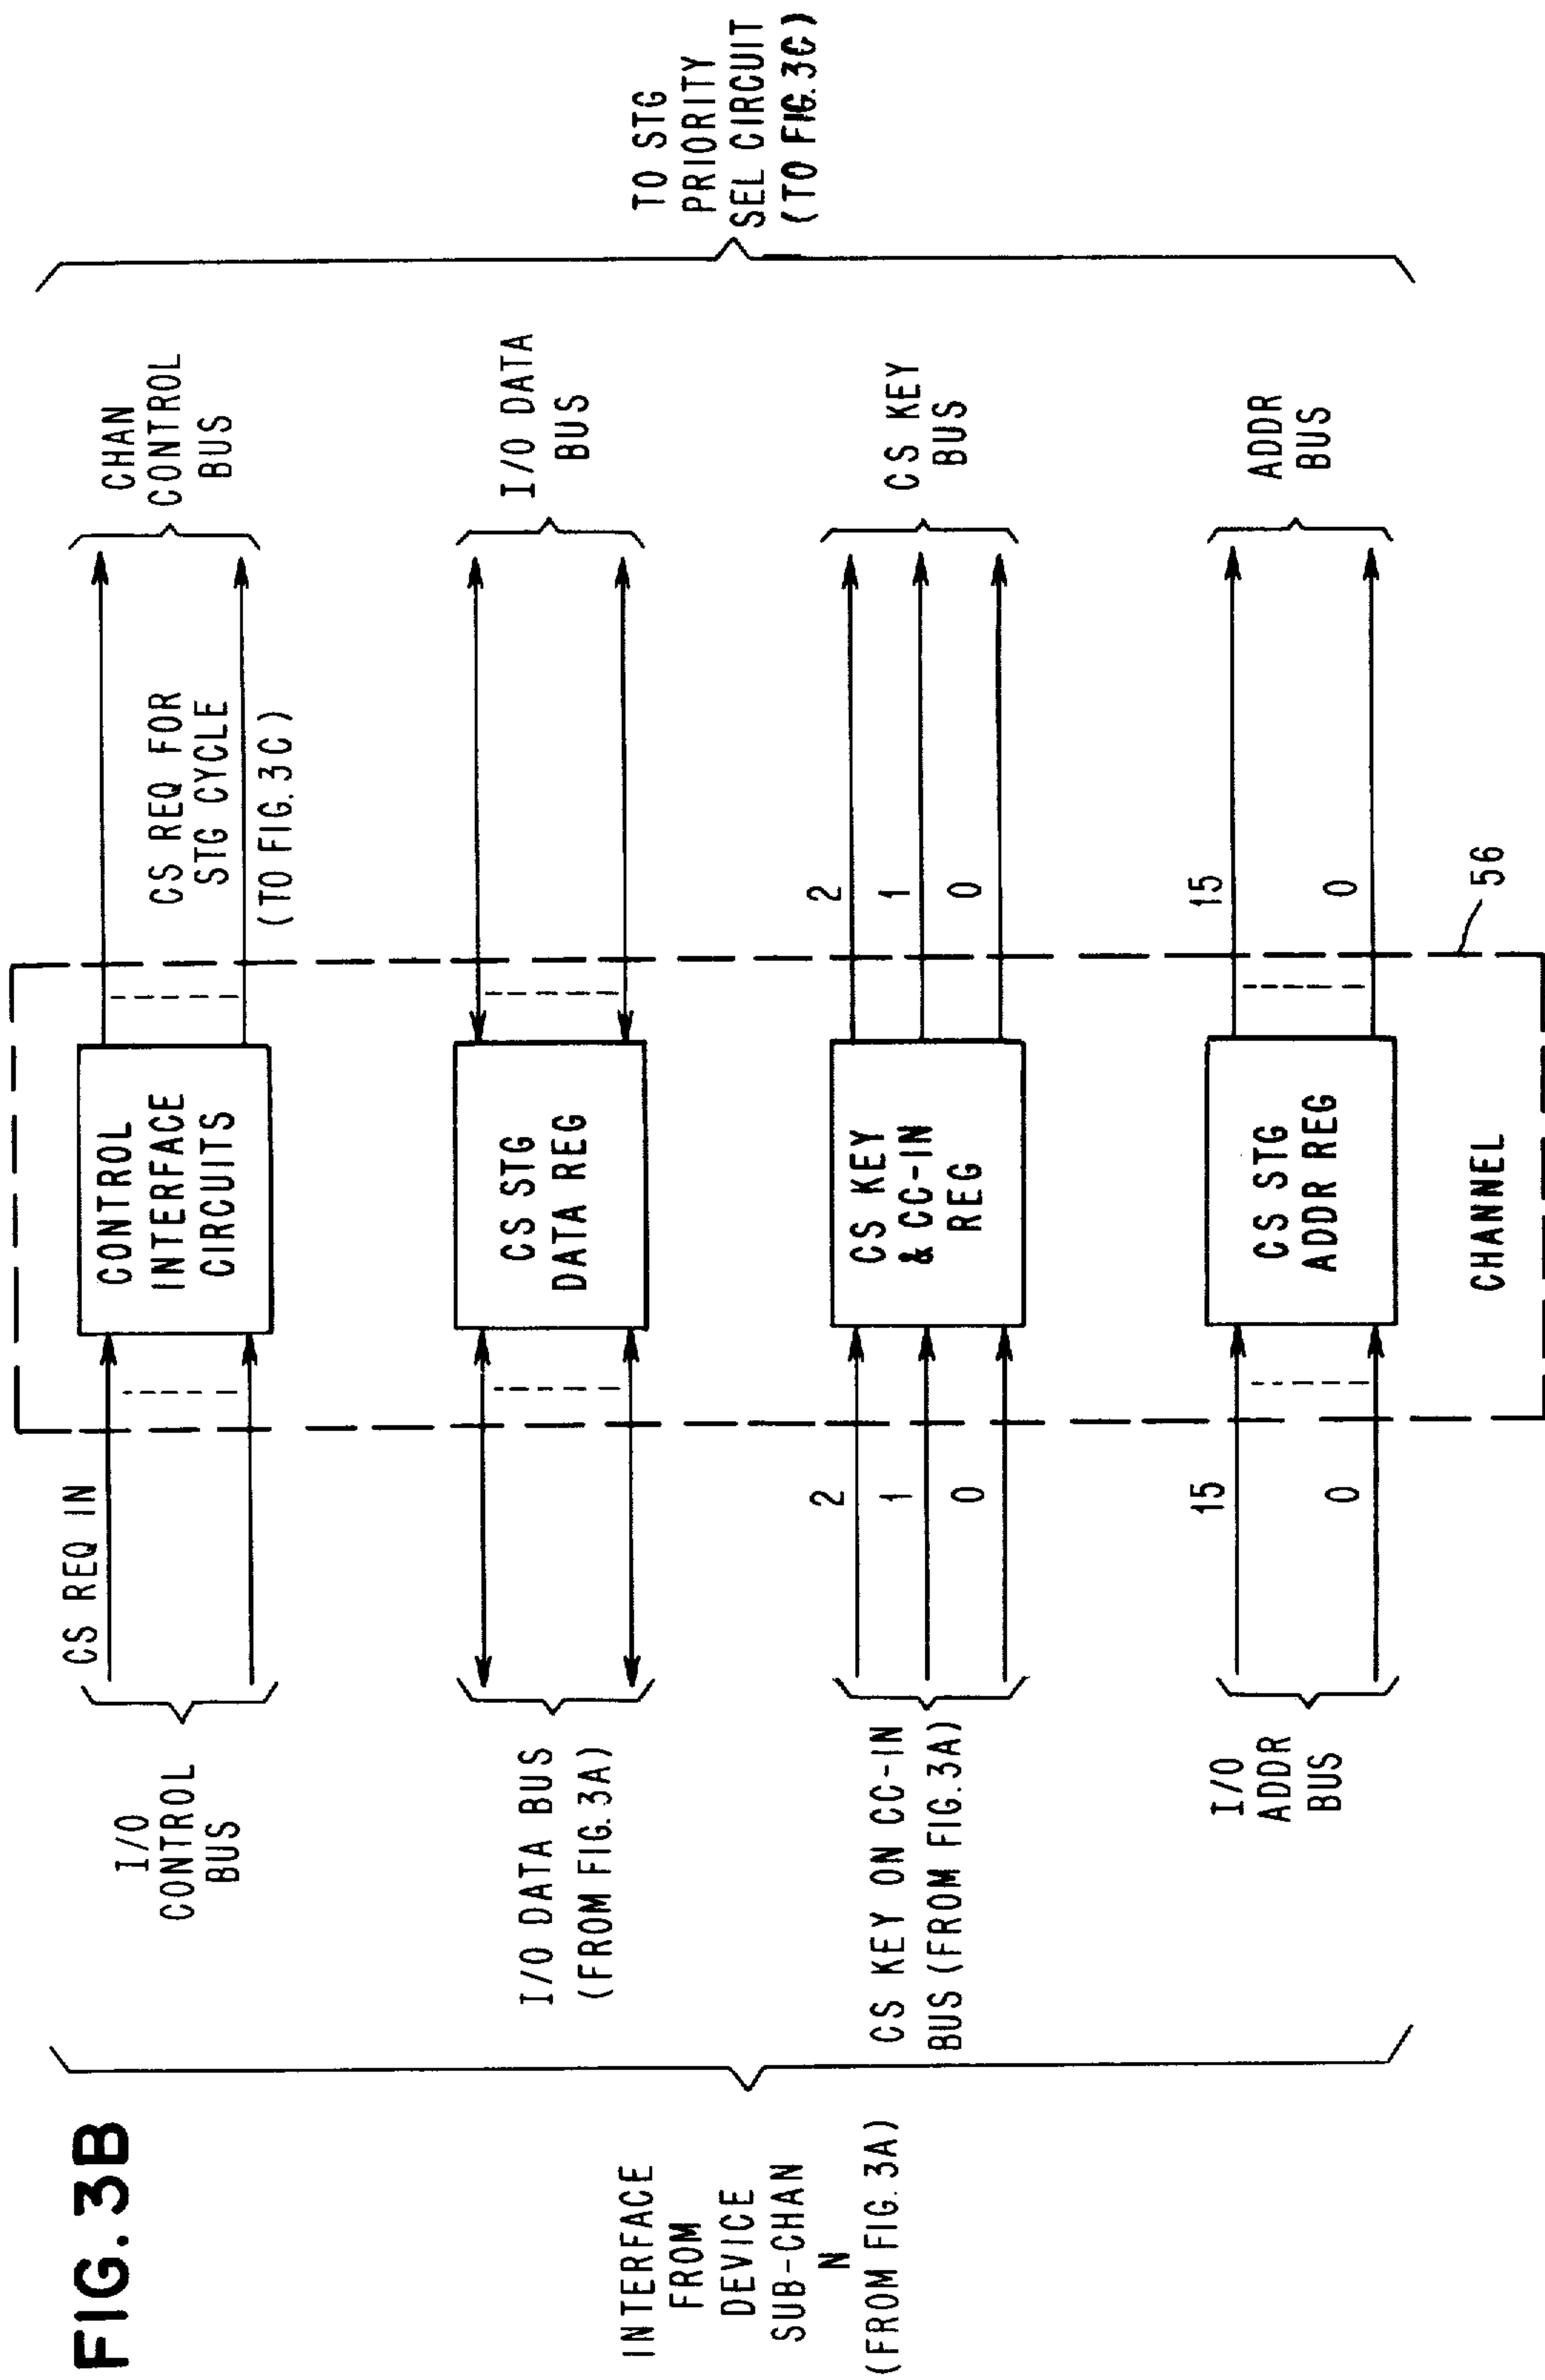 FIG. 3B
INTERFACE
FROM
DEVICE
SUB-CHAN
N
(FROM FIG. 3A)
I/O
CONTROL
BUS
CS REQ IN
CONTROL
INTERFACE
CIRCUITS
CS REQ FOR
STG CYCLE
(TO FIG. 3C)
CHAN
CONTROL
BUS
I/O DATA BUS
(FROM FIG. 3A)
CS STG
DATA REG
I/O DATA
BUS
CS KEY ON CC-IN
BUS (FROM FIG. 3A)
2
1
0
CS KEY
& CC-IN
REG
2
1
0
CS KEY
BUS
I/O
ADDR
BUS
15
0
CS STG
ADDR REG
15
0
ADDR
BUS
CHANNEL
56
TO STG
PRIORITY
SEL CIRCUIT
(TO FIG. 3C)